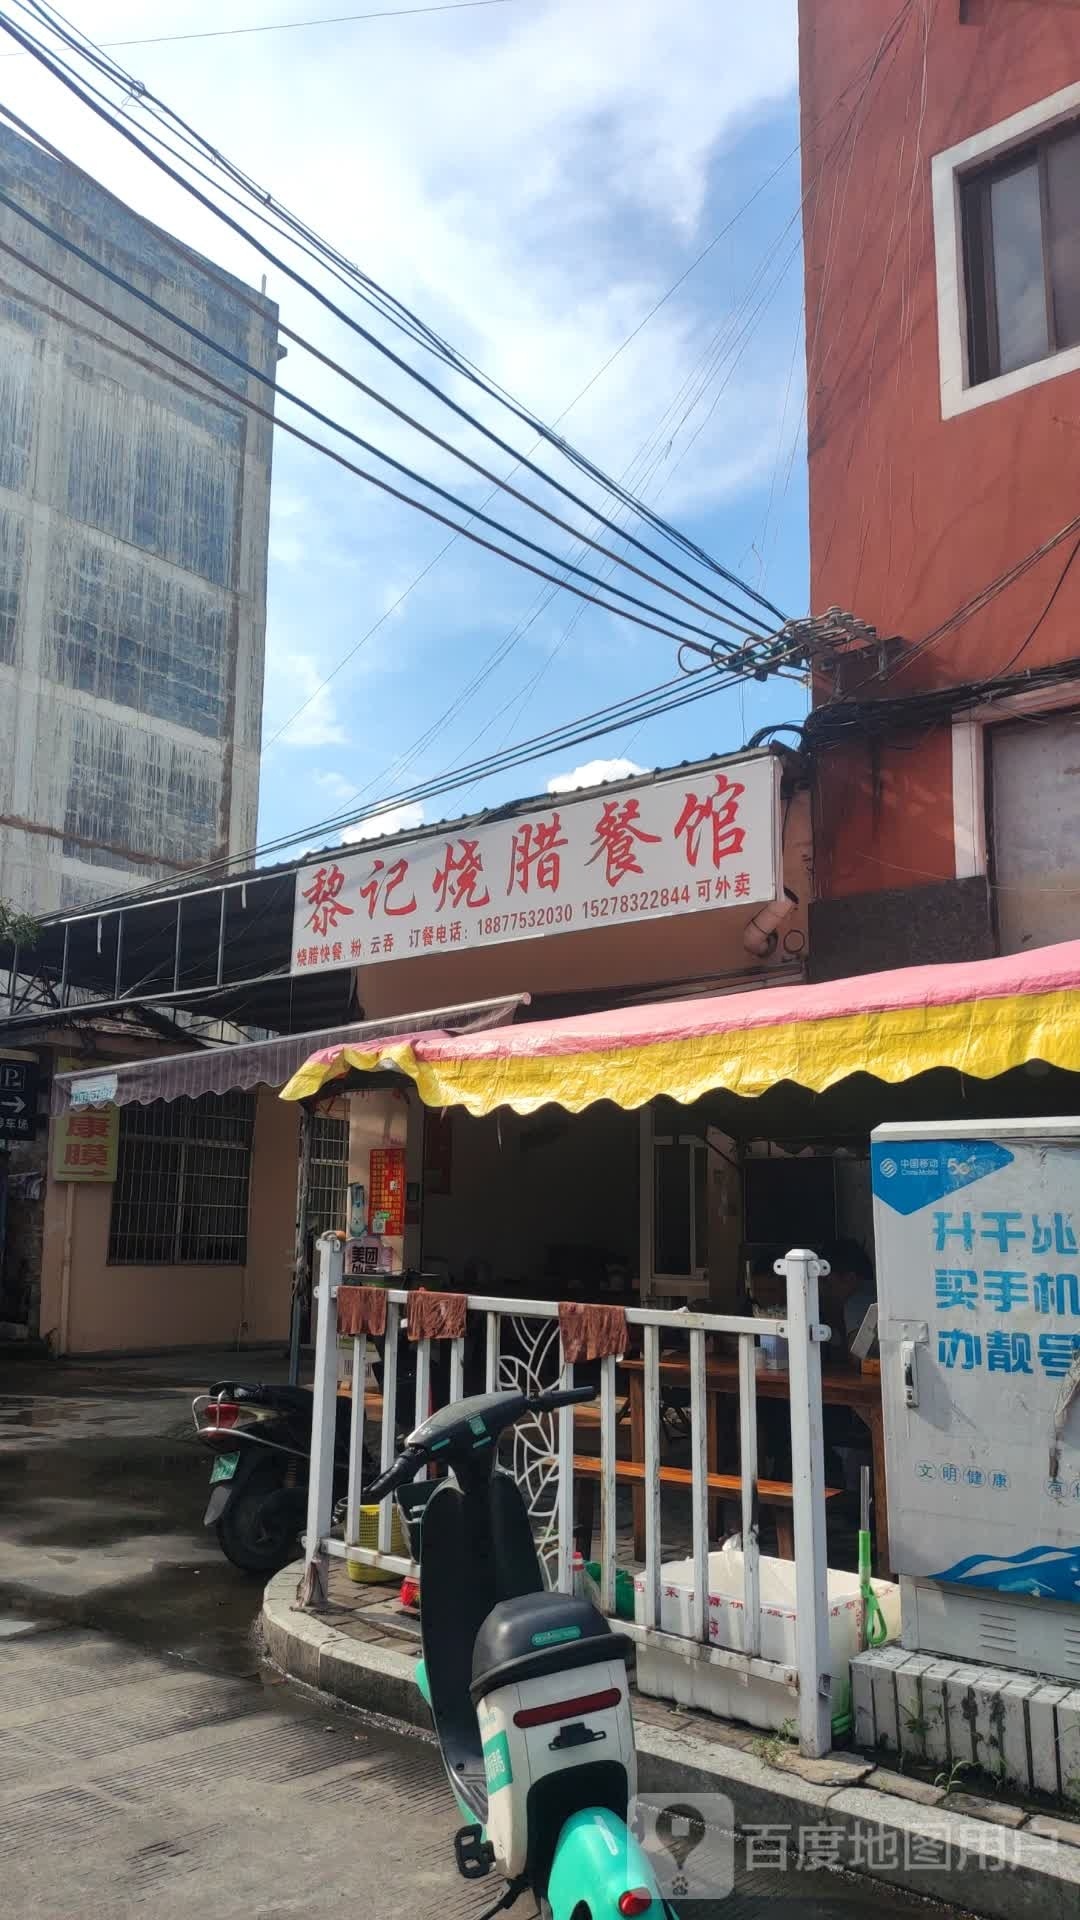 黎记烧腊餐馆
烧腊快餐、粉、云吞 订餐电话：18877532030 15278322844 可外卖
P
康膜
美团
中国移动
China Mobile
5G
升千兆
买手机
办靓号
文明健康
百度地图用户